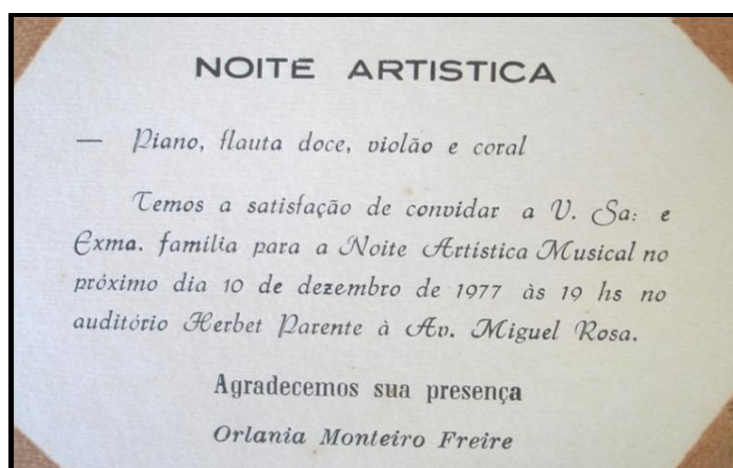 NOITE ARTISTICA
— Piano, flauta doce, violão e coral
Temos a satisfação de convidar a V. Sa: e
Exma. família para a Noite Artística Musical no
próximo dia 10 de dezembro de 1977 às 19 hs no
auditório Herbet Parente à Av. Miguel Rosa.
Agradecemos sua presença
Orlania Monteiro Freire